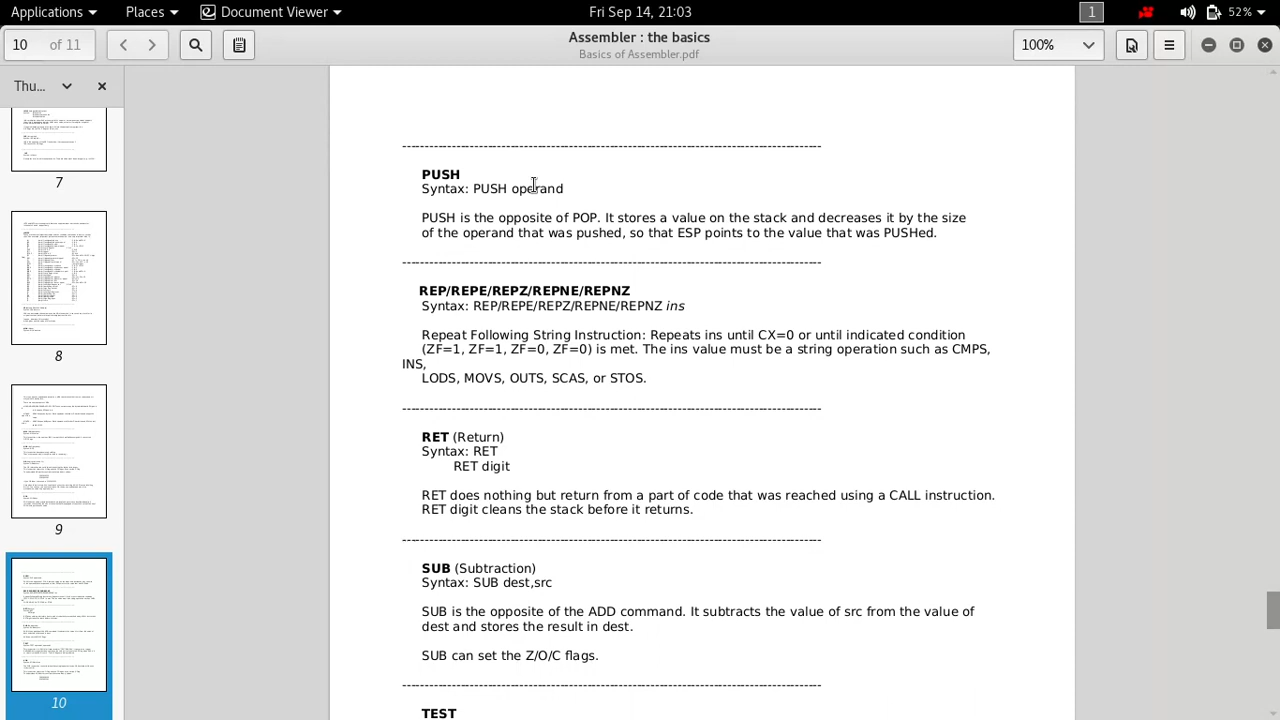 Applications Places Document Viewer Fri Sep 14, 21:03 1 52%
10 of 11 Assembler : the basics 100%
Basics of Assembler.pdf
Thu...
7
8
9
10
--------------------------------------------------------------------------------
PUSH
Syntax: PUSH operand
PUSH is the opposite of POP. It stores a value on the stack and decreases it by the size
of the operand that was pushed, so that ESP points to the value that was PUSHed.
--------------------------------------------------------------------------------
REP/REPE/REPZ/REPNE/REPNZ
Syntax: REP/REPE/REPZ/REPNE/REPNZ ins
Repeat Following String Instruction: Repeats ins until CX=0 or until indicated condition
(ZF=1, ZF=1, ZF=0, ZF=0) is met. The ins value must be a string operation such as CMPS,
INS,
LODS, MOVS, OUTS, SCAS, or STOS.
--------------------------------------------------------------------------------
RET (Return)
Syntax: RET
RET digit
RET does nothing but return from a part of code that was reached using a CALL instruction.
RET digit cleans the stack before it returns.
--------------------------------------------------------------------------------
SUB (Subtraction)
Syntax: SUB dest,src
SUB is the opposite of the ADD command. It subtracts the value of src from the value of
dest and stores the result in dest.
SUB can set the Z/O/C flags.
--------------------------------------------------------------------------------
TEST